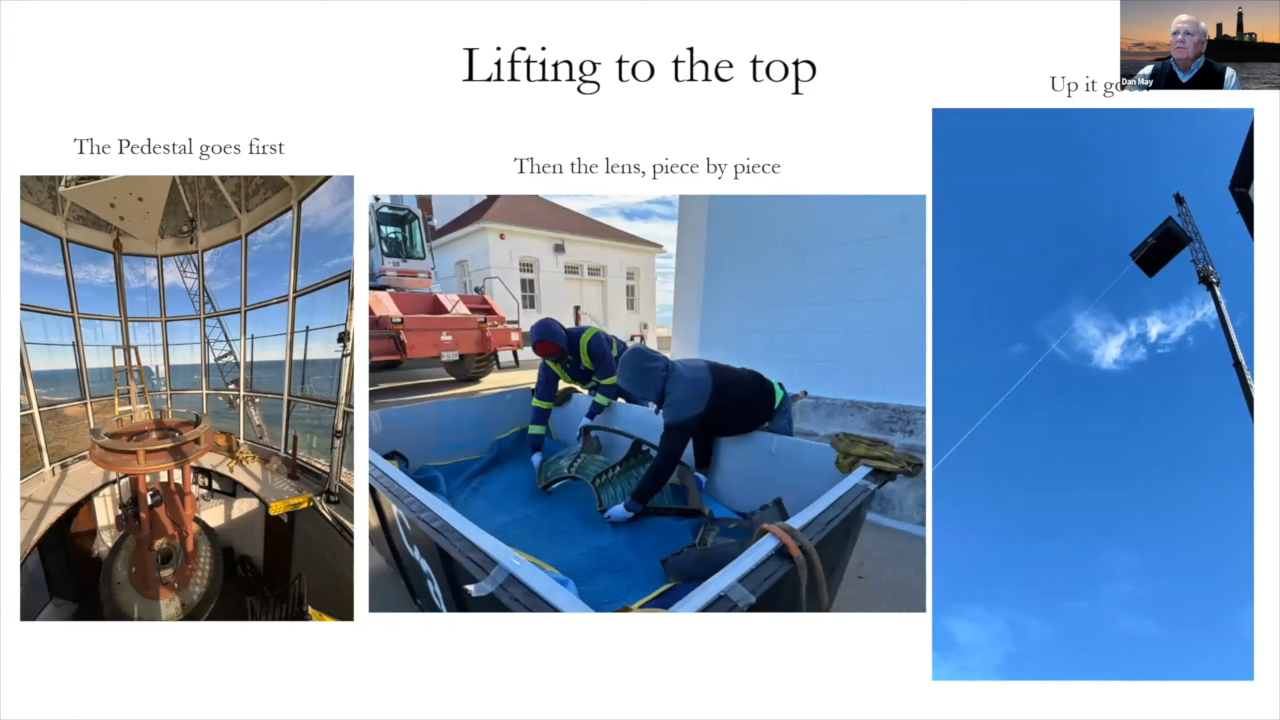 Lifting to the top
Dan May
Up it go
The Pedestal goes first
Then the lens, piece by piece